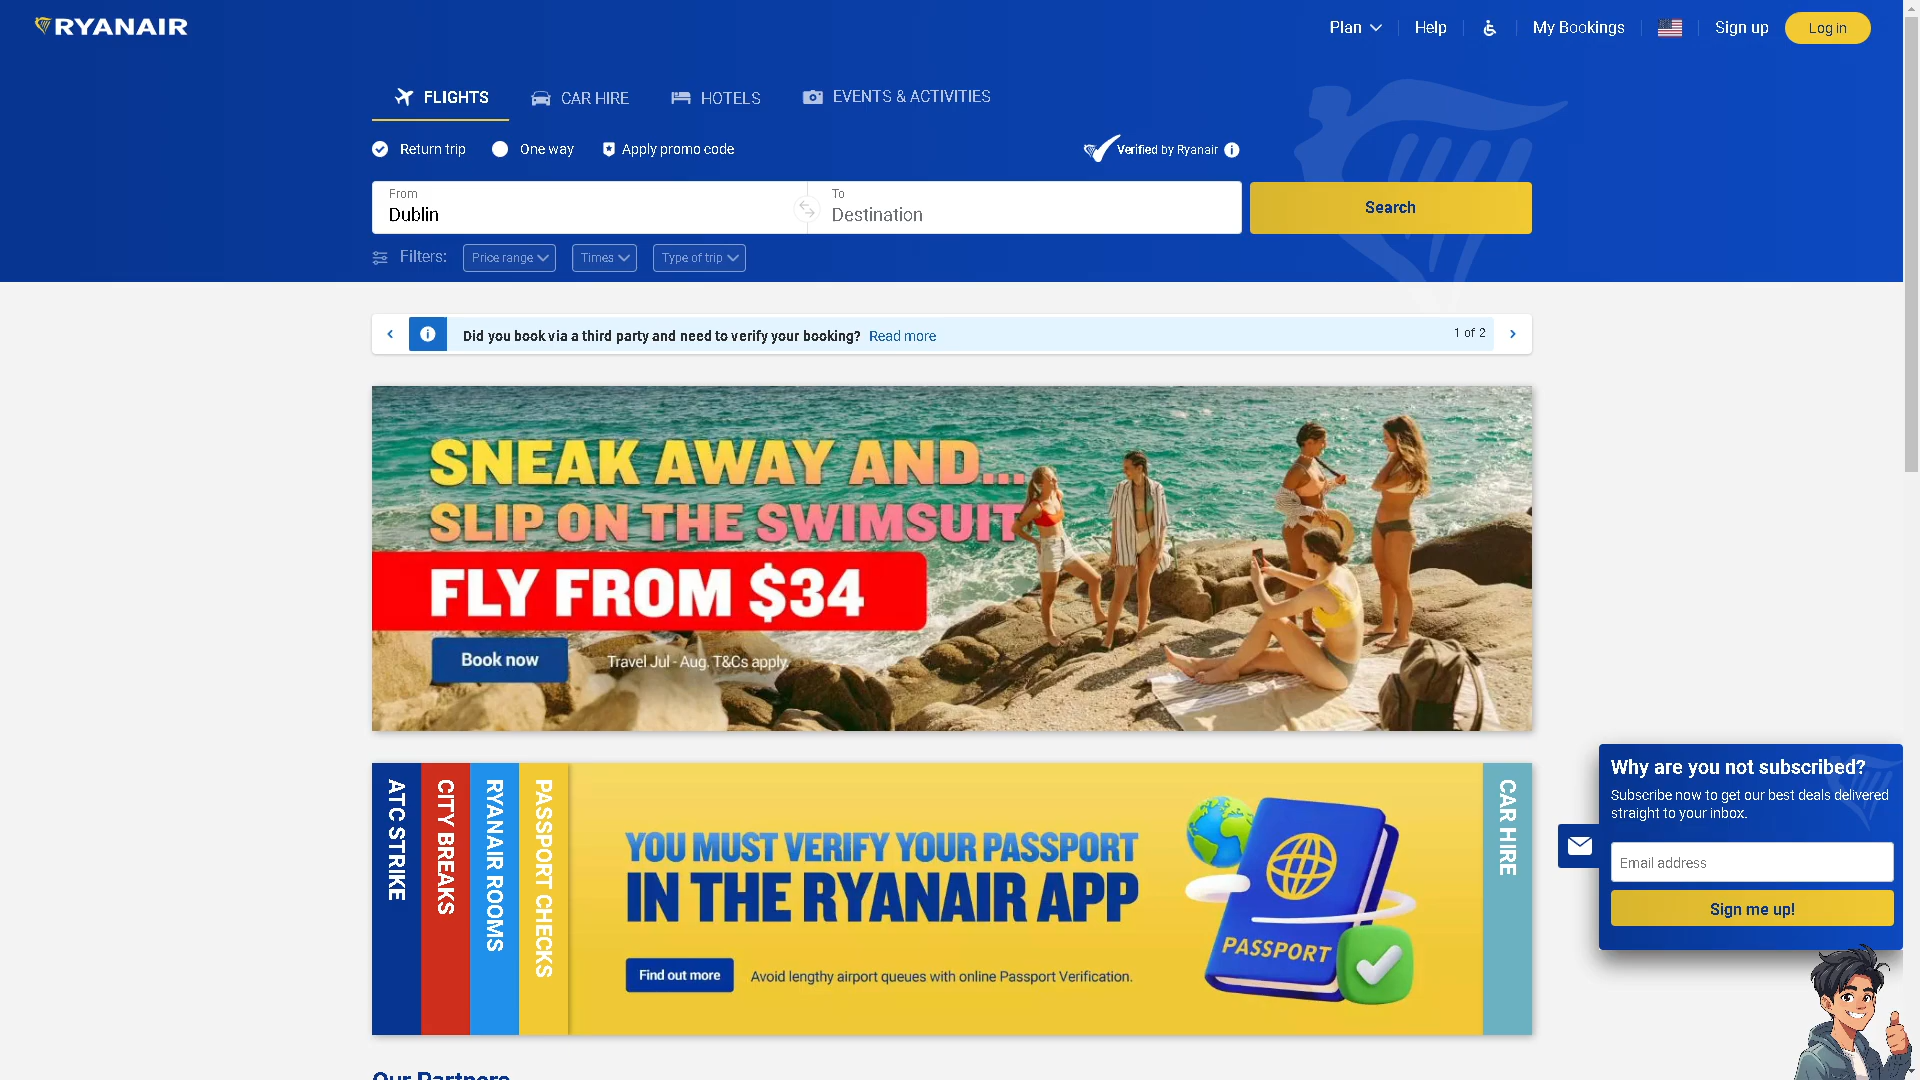 RYANAIR
Plan
Help
My Bookings
Sign up
Log in
FLIGHTS
CAR HIRE
HOTELS
EVENTS & ACTIVITIES
Return trip
One way
Apply promo code
Verified by Ryanair
From
Dublin
To
Destination
Search
Filters:
Price range
Times
Type of trip
Did you book via a third party and need to verify your booking? Read more
1 of 2
SNEAK AWAY AND...
SLIP ON THE SWIMSUIT
FLY FROM $34
Book now
Travel Jul - Aug. T&Cs apply.
ATC STRIKE
CITY BREAKS
RYANAIR ROOMS
PASSPORT CHECKS
YOU MUST VERIFY YOUR PASSPORT
IN THE RYANAIR APP
Find out more
Avoid lengthy airport queues with online Passport Verification.
PASSPORT
CAR HIRE
Why are you not subscribed?
Subscribe now to get our best deals delivered
straight to your inbox.
Email address
Sign me up!
Our Partners